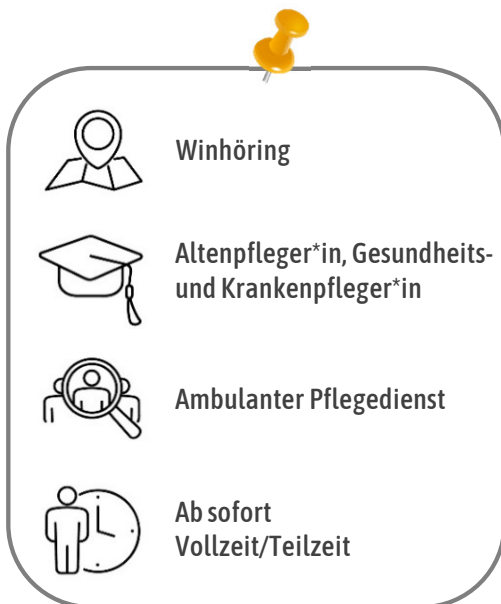 Winhöring
Altenpfleger*in, Gesundheits-
und Krankenpfleger*in
Ambulanter Pflegedienst
Ab sofort
Vollzeit/Teilzeit